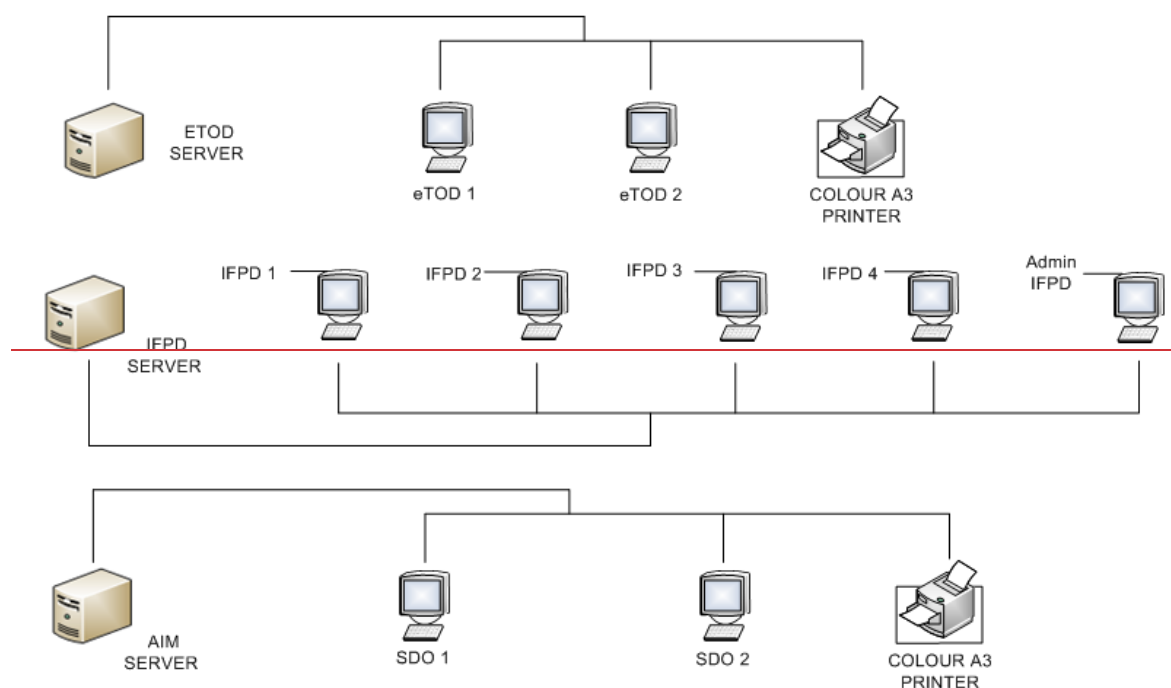 ETOD
SERVER
eTOD 1
eTOD 2
COLOUR A3
PRINTER
IFPD 1
IFPD 2
IFPD 3
IFPD 4
Admin
IFPD
IFPD
SERVER
AIM
SERVER
SDO 1
SDO 2
COLOUR A3
PRINTER